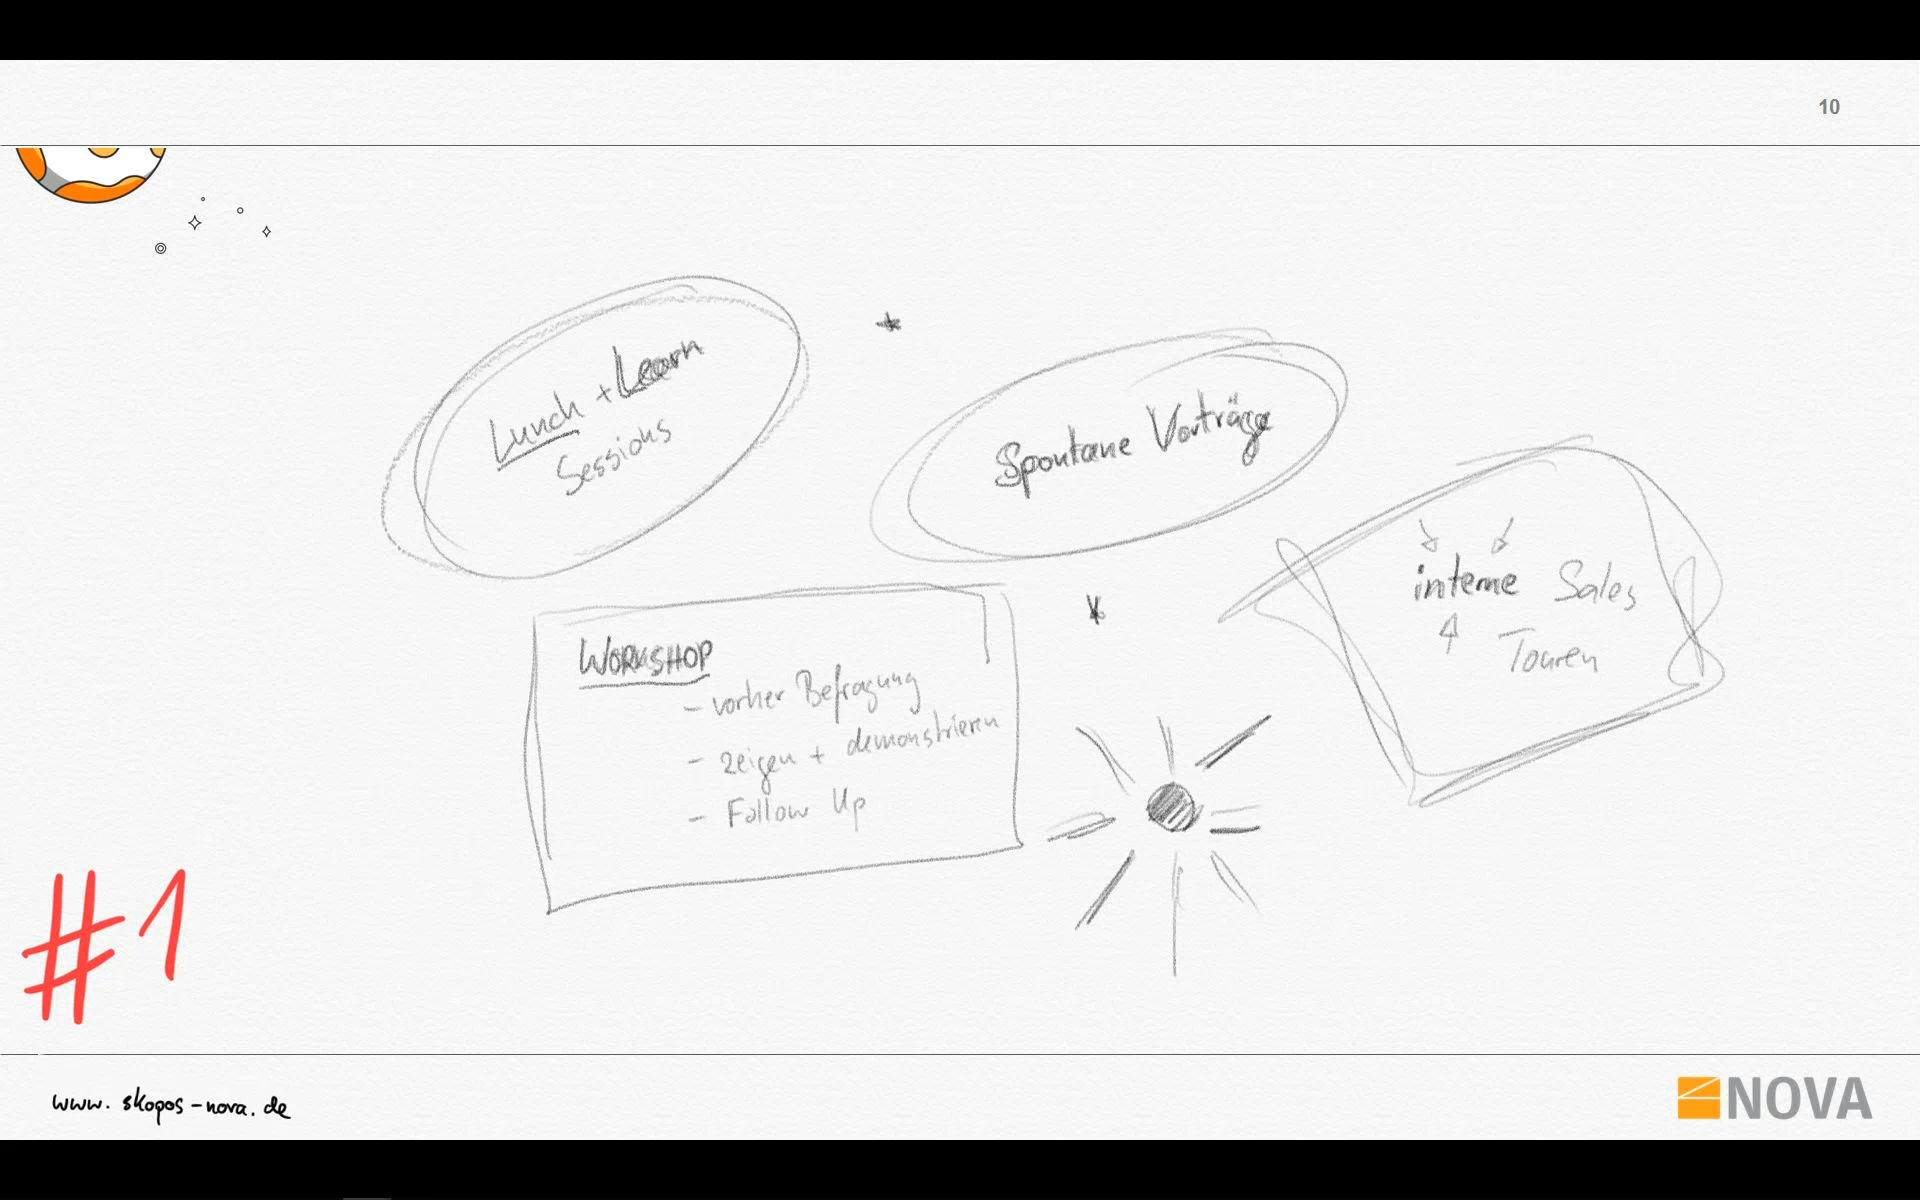 10
Lunch + Learn
Sessions
Spontane Vorträge
interne Sales
Touren
WORKSHOP
- vorher Befragung
- zeigen + demonstrieren
- Follow Up
#1
www.skopos-nova.de
NOVA